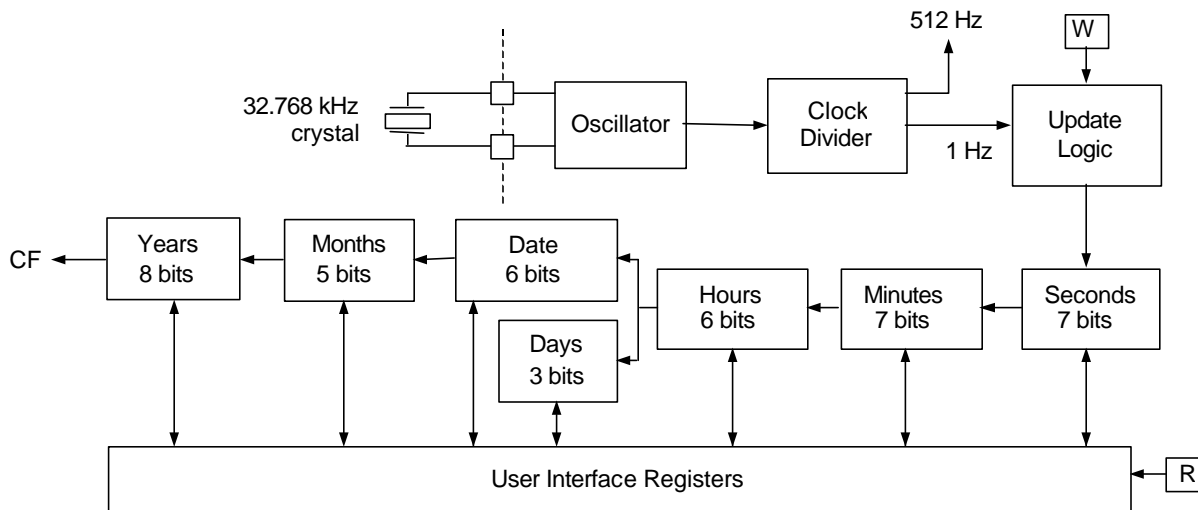 512 Hz
W
32.768 kHz
crystal
Oscillator
Clock
Divider
1 Hz
Update
Logic
CF
Years
8 bits
Months
5 bits
Date
6 bits
Days
3 bits
Hours
6 bits
Minutes
7 bits
Seconds
7 bits
User Interface Registers
R